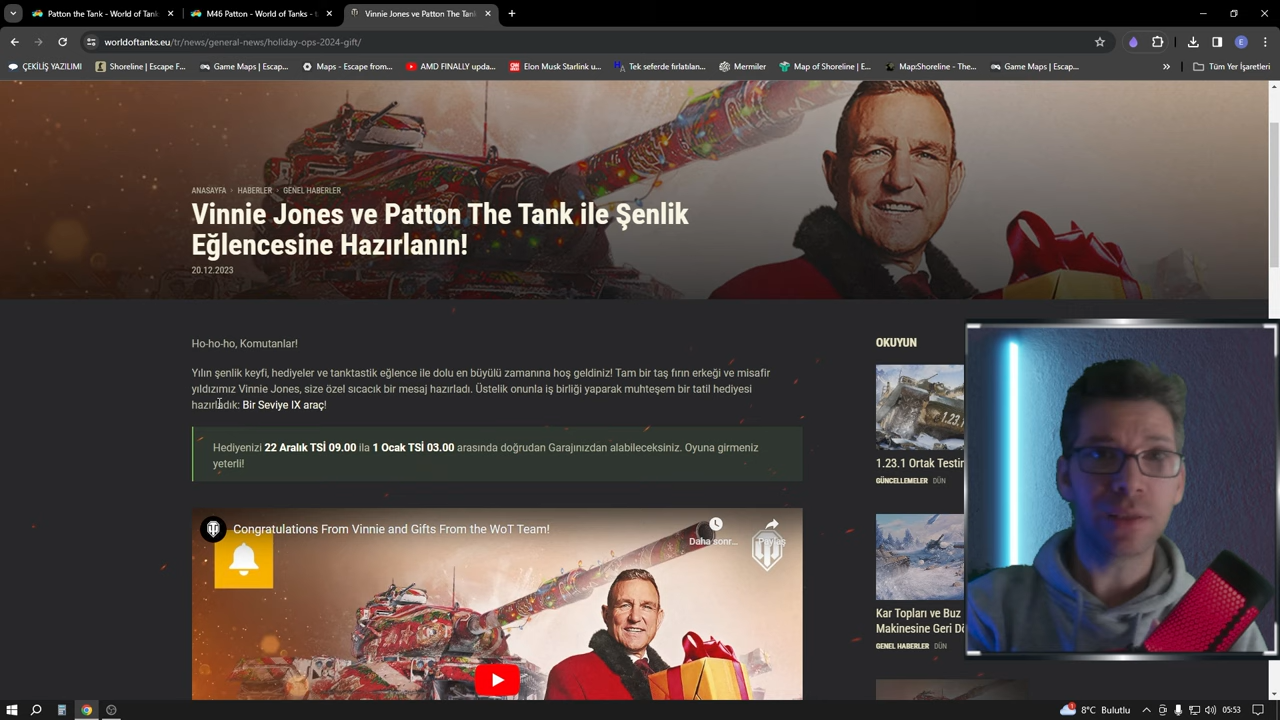 Patton the Tank - World of Tank
M46 Patton - World of Tanks - t
Vinnie Jones ve Patton The Tan
worldoftanks.eu/tr/news/general-news/holiday-ops-2024-gift/
ÇEKİLİŞ YAZILIMI
Shoreline | Escape F...
Game Maps | Escap...
Maps - Escape from...
AMD FINALLY upda...
Elon Musk Starlink u...
Tek seferde fırlatılan...
Mermiler
Map of Shoreline | E...
Map:Shoreline - The...
Game Maps | Escap...
Tüm Yer İşaretleri
ANASAYFA > HABERLER > GENEL HABERLER
Vinnie Jones ve Patton The Tank ile Şenlik
Eğlencesine Hazırlanın!
20.12.2023
Ho-ho-ho, Komutanlar!
Yılın şenlik keyfi, hediyeler ve tanktastik eğlence ile dolu en büyülü zamanına hoş geldiniz! Tam bir taş fırın erkeği ve misafir
yıldızımız Vinnie Jones, size özel sıcacık bir mesaj hazırladı. Üstelik onunla iş birliği yaparak muhteşem bir tatil hediyesi
hazırladık: Bir Seviye IX araç!
Hediyenizi 22 Aralık TSİ 09.00 ila 1 Ocak TSİ 03.00 arasında doğrudan Garajınızdan alabileceksiniz. Oyuna girmeniz
yeterli!
Congratulations From Vinnie and Gifts From the WoT Team!
Daha sonr...
Paylaş
OKUYUN
1.23.1
1.23.1 Ortak Testin
GÜNCELLEMELER DÜN
Kar Topları ve Buz
Makinesine Geri Dö
GENEL HABERLER DÜN
8°C Bulutlu
05:53